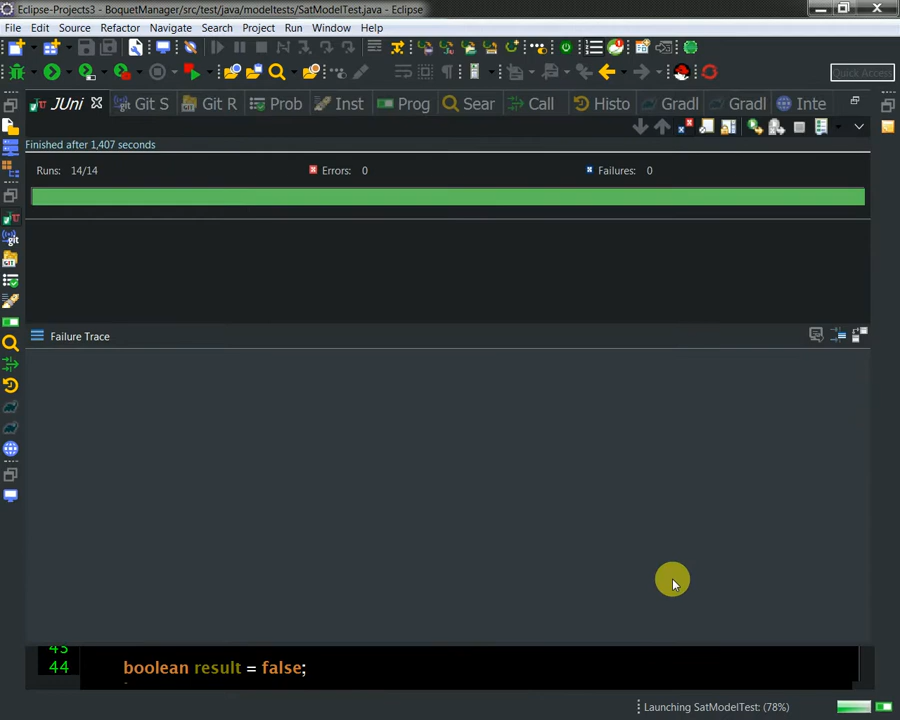 Eclipse-Projects3 - BoquetManager/src/test/java/modeltests/SatModelTest.java - Eclipse
File Edit Source Refactor Navigate Search Project Run Window Help
Quick Access
JUni Git S Git R Prob Inst Prog Sear Call Histo Gradl Gradl Inte
Finished after 1,407 seconds
Runs: 14/14 Errors: 0 Failures: 0
Failure Trace
44 boolean result = false;
Launching SatModelTest: (78%)